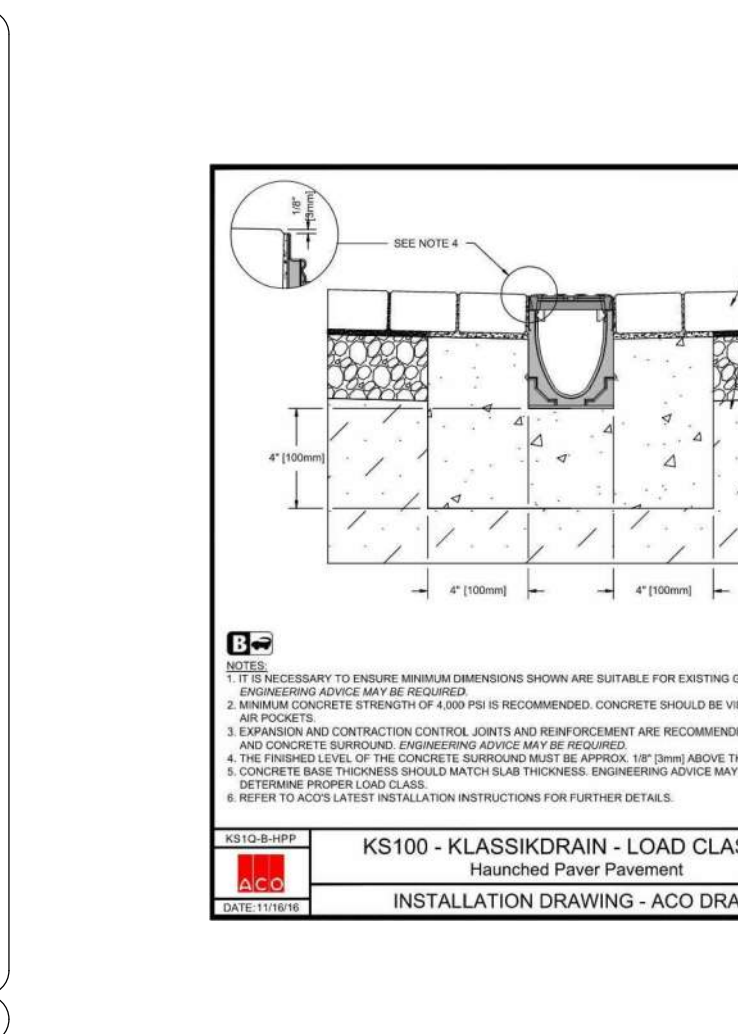 1/8"
[3mm]
SEE NOTE 4
4" [100mm]
4" [100mm]
4" [100mm]
B
NOTES:
1. IT IS NECESSARY TO ENSURE MINIMUM DIMENSIONS SHOWN ARE SUITABLE FOR EXISTING
ENGINEERING ADVICE MAY BE REQUIRED.
2. MINIMUM CONCRETE STRENGTH OF 4,000 PSI IS RECOMMENDED. CONCRETE SHOULD BE
AIR POCKETS.
3. EXPANSION AND CONTRACTION CONTROL JOINTS AND REINFORCEMENT ARE
AND CONCRETE SURROUND. ENGINEERING ADVICE MAY BE REQUIRED.
4. THE FINISHED LEVEL OF THE CONCRETE SURROUND MUST BE APPROX. 1/8" [3mm] ABOVE
5. CONCRETE BASE THICKNESS SHOULD MATCH SLAB THICKNESS. ENGINEERING ADVICE MAY
DETERMINE PROPER LOAD CLASS.
6. REFER TO ACO'S LATEST INSTALLATION INSTRUCTIONS FOR FURTHER DETAILS.
KS1Q-B-HPP
KS100 - KLASSIKDRAIN - LOAD
Haunched Paver Pavement
ACO
DATE:11/16/16
INSTALLATION DRAWING - ACO